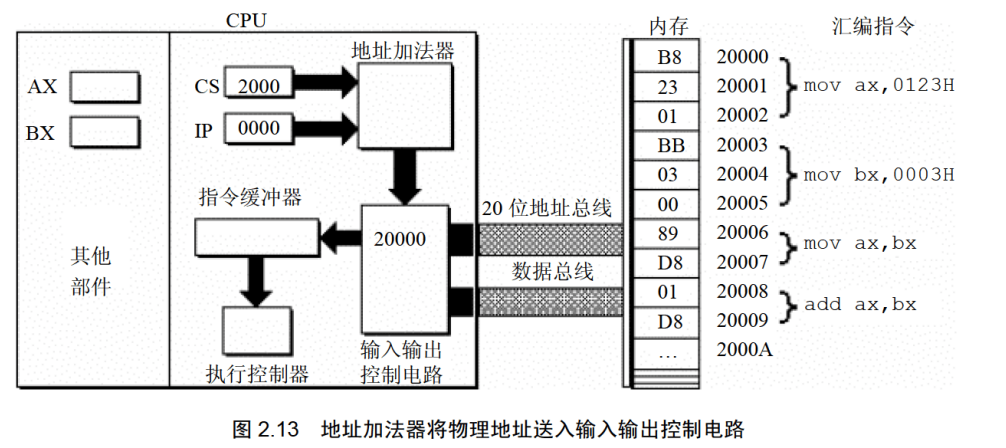 CPU
内存
汇编指令
地址加法器
AX
BX
CS 2000
IP 0000
指令缓冲器
20000
其他
部件
执行控制器
输入输出
控制电路
20 位地址总线
数据总线
B8 20000
23 20001 mov ax,0123H
01 20002
BB 20003
03 20004 mov bx,0003H
00 20005
89 20006 mov ax,bx
D8 20007
01 20008 add ax,bx
D8 20009
… 2000A
图 2.13 地址加法器将物理地址送入输入输出控制电路